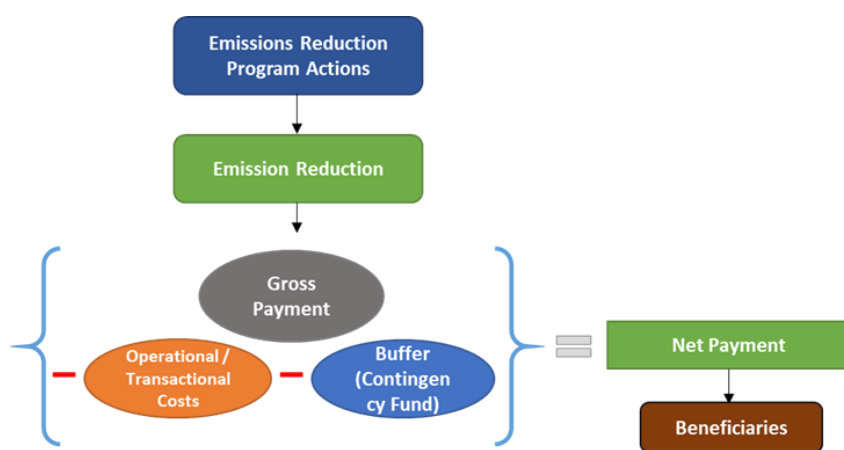 Emissions Reduction
Program Actions
Emission Reduction
Gross
Payment
Operational /
Transactional
Costs
Buffer
(Contingen
cy Fund)
Net Payment
Beneficiaries